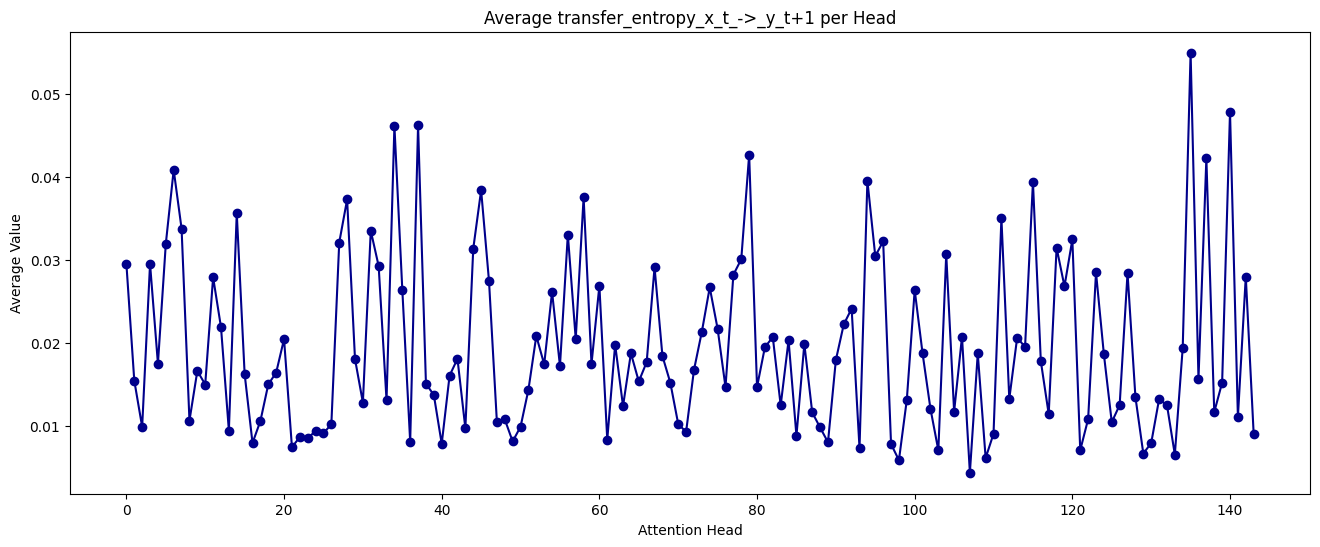 Average transfer_entropy_x_t_->_y_t+1 per Head
Average Value
0.05
0.04
0.03
0.02
0.01
0 20 40 60 80 100 120 140
Attention Head